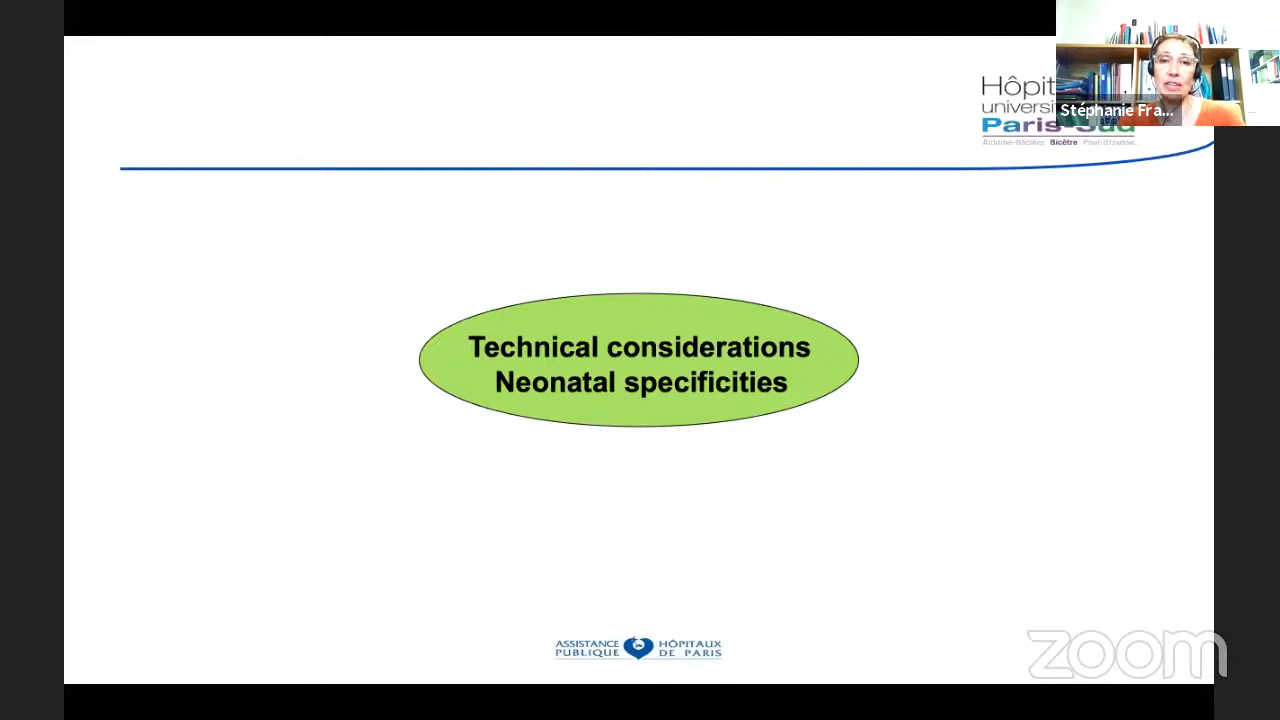 Hôpit
universi
Paris-Sud
Antoine-Béclère Bicêtre Paul-Brousse
Stéphanie Fra...
Technical considerations
Neonatal specificities
ASSISTANCE PUBLIQUE HÔPITAUX DE PARIS
zoom